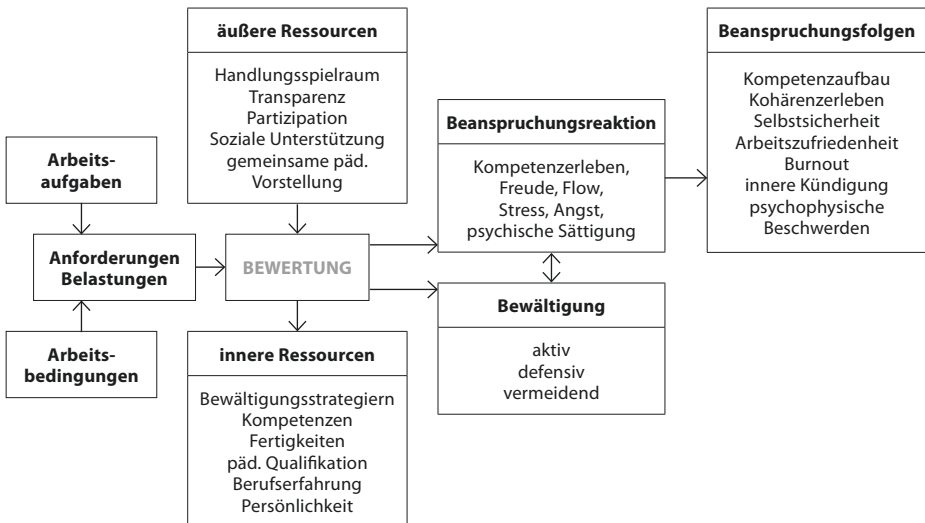 äußere Ressourcen
Handlungsspielraum
Transparenz
Partizipation
Soziale Unterstützung
gemeinsame päd.
Vorstellung
Arbeits-
aufgaben
Anforderungen
Belastungen
Arbeits-
bedingungen
BEWERTUNG
innere Ressourcen
Bewältigungsstrategiern
Kompetenzen
Fertigkeiten
päd. Qualifikation
Berufserfahrung
Persönlichkeit
Beanspruchungsreaktion
Kompetenzerleben,
Freude, Flow,
Stress, Angst,
psychische Sättigung
Bewältigung
aktiv
defensiv
vermeidend
Beanspruchungsfolgen
Kompetenzaufbau
Kohärenzerleben
Selbstsicherheit
Arbeitszufriedenheit
Burnout
innere Kündigung
psychophysische
Beschwerden